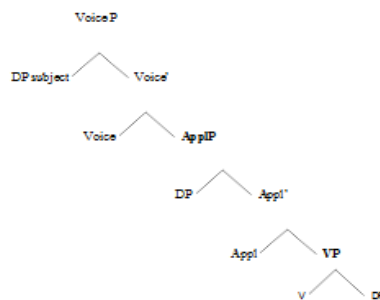 VoiceP
DP subject Voice'
Voice ApplP
DP Appl'
Appl VP
V D